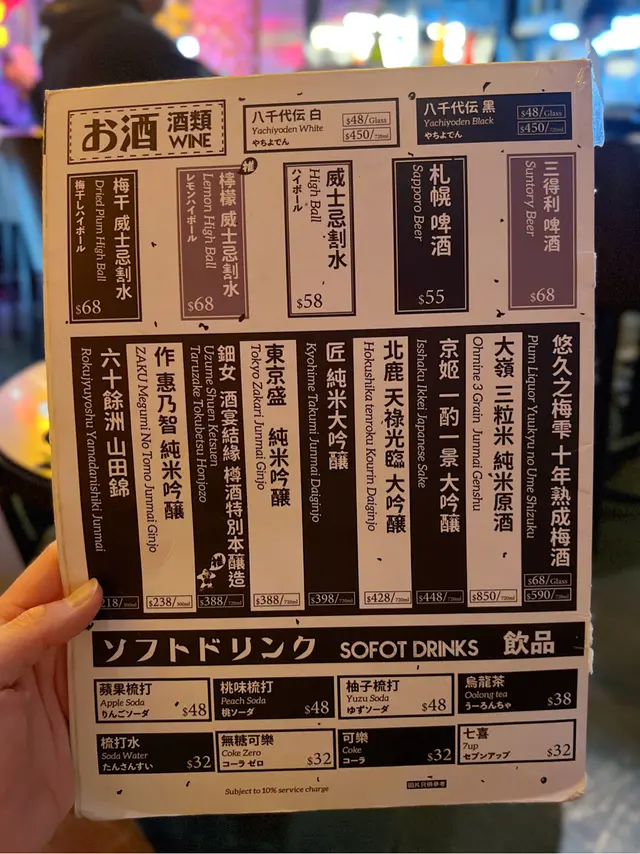 お酒 酒類 WINE
八千代伝 白
Yachiyoden White
やちよでん
$48/Glass
$450/720ml
八千代伝 黑
Yachiyoden Black
やちよでん
$48/Glass
$450/720ml
三得利 啤酒
Suntory Beer
$68
札幌 啤酒
Sapporo Beer
$55
威士忌割水
High Ball
ハイボール
$58
檸檬 威士忌割水
Lemon High Ball
レモンハイボール
$68
梅干 威士忌割水
Dried Plum High Ball
梅干しハイボール
$68
悠久之梅雫 十年熟成梅酒
Plum Liquor Yuukyu no Ume Shizuku
$68/Glass
$590/720ml
大嶺 三粒米 純米原酒
Ohmine 3 Grain Junmai Genshu
$850/720ml
京姬 一酌一景 大吟釀
Isshaku Ikkei Japanese Sake
$448/720ml
北鹿 天祿光臨 大吟釀
Hokushika tenroku Kourin Daiginjo
$428/720ml
匠 純米大吟釀
Kyohime Takumi Junmai Daiginjo
$398/720ml
東京盛 純米吟釀
Tokyo Zakari Junmai Ginjo
$388/720ml
鈿女 酒宴結縁 樽酒特別本釀造
Uzume Shuen Ketsuen
Taruzake Tokubetsu Honjozo
$388/720ml
作 惠乃智 純米吟釀
ZAKU Megumi No Tomo Junmai Ginjo
$238/300ml
六十餘洲 山田錦
Rokujyuyoshu Yamadanishiki Junmai
218/300ml
ソフトドリンク SOFOT DRINKS 飲品
蘋果梳打
Apple Soda
りんごソーダ
$48
桃味梳打
Peach Soda
桃ソーダ
$48
柚子梳打
Yuzu Soda
ゆずソーダ
$48
烏龍茶
Oolong tea
うーろんちゃ
$38
梳打水
Soda Water
たんさんすい
$32
無糖可樂
Coke Zero
コーラ ゼロ
$32
可樂
Coke
コーラ
$32
七喜
7up
セブンアップ
$32
Subject to 10% service charge
圖片只供參考